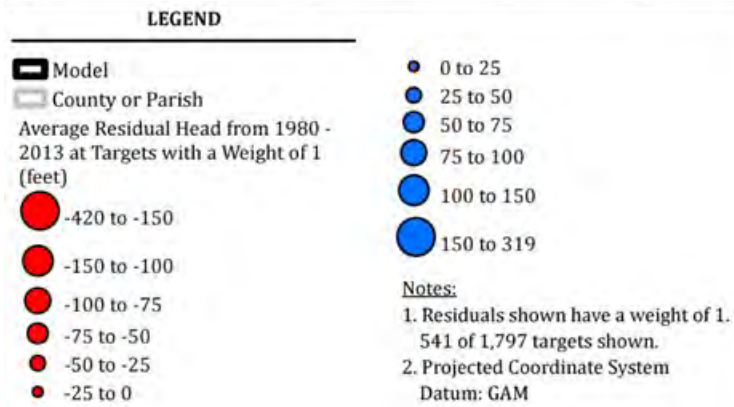 LEGEND
Model
County or Parish
Average Residual Head from 1980 -
2013 at Targets with a Weight of 1
(feet)
-420 to -150
-150 to -100
-100 to -75
-75 to -50
-50 to -25
-25 to 0
0 to 25
25 to 50
50 to 75
75 to 100
100 to 150
150 to 319
Notes:
1. Residuals shown have a weight of 1.
541 of 1,797 targets shown.
2. Projected Coordinate System
Datum: GAM